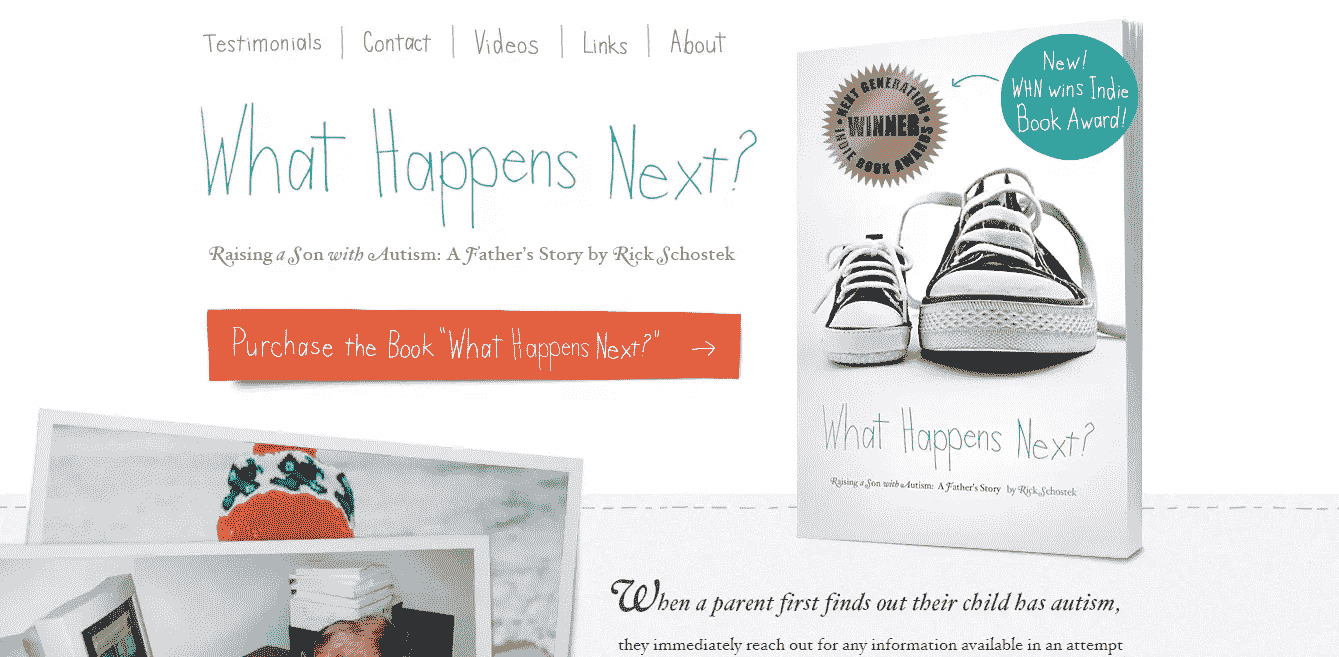 Testimonials | Contact | Videos | Links | About
What Happens Next?
Raising a Son with Autism: A Father's Story by Rick Schostek
Purchase the Book "What Happens Next?" →
New!
WHN wins Indie
Book Award!
NEXT GENERATION
WINNER
INDIE BOOK AWARDS
What Happens Next?
Raising a Son with Autism: A Father's Story by Rick Schostek
When a parent first finds out their child has autism,
they immediately reach out for any information available in an attempt